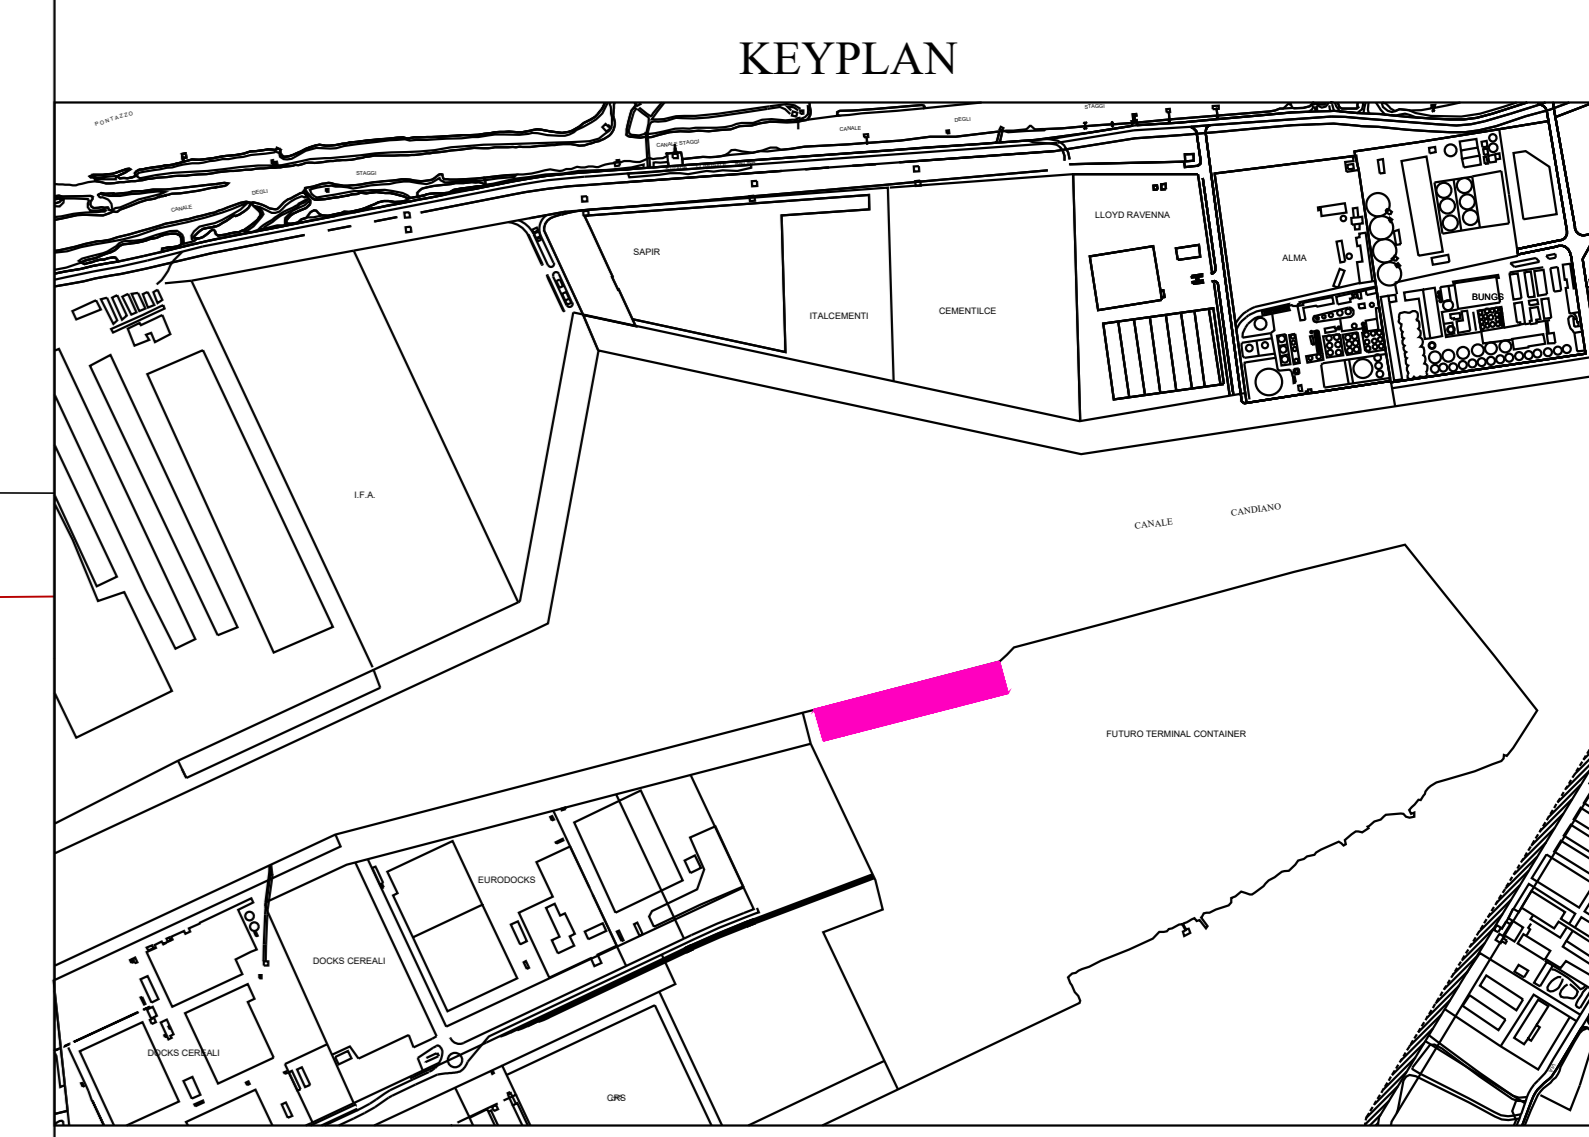 KEYPLAN
PONTAZZO
STAGGI
CANALE
DEGLI
CANALE STAGGI
STAGGI
DEGLI
CANALE
LLOYD RAVENNA
SAPIR
ALMA
BUNGE
ITALCEMENTI
CEMENTILCE
I.F.A.
CANALE CANDIANO
FUTURO TERMINAL CONTAINER
EURODOCKS
DOCKS CEREALI
DOCKS CEREALI